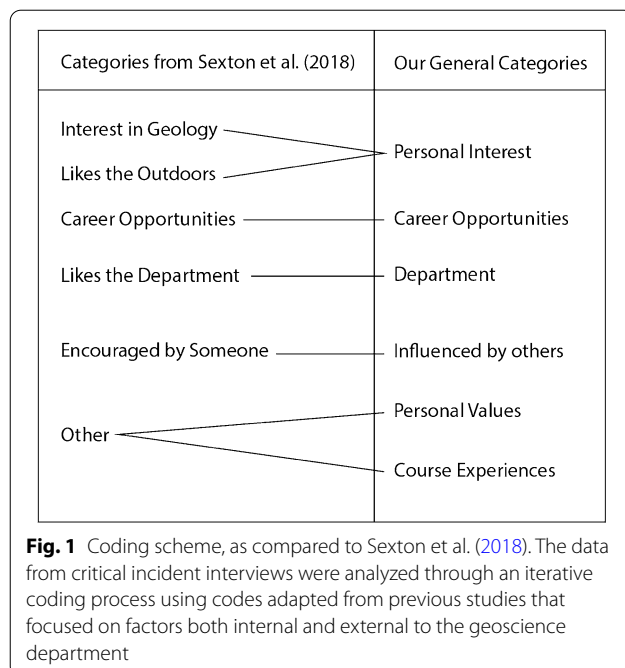 Categories from Sexton et al. (2018) Our General Categories
Interest in Geology
Personal Interest
Likes the Outdoors
Career Opportunities Career Opportunities
Likes the Department Department
Encouraged by Someone Influenced by others
Personal Values
Other
Course Experiences
Fig. 1 Coding scheme, as compared to Sexton et al. (2018). The data
from critical incident interviews were analyzed through an iterative
coding process using codes adapted from previous studies that
focused on factors both internal and external to the geoscience
department